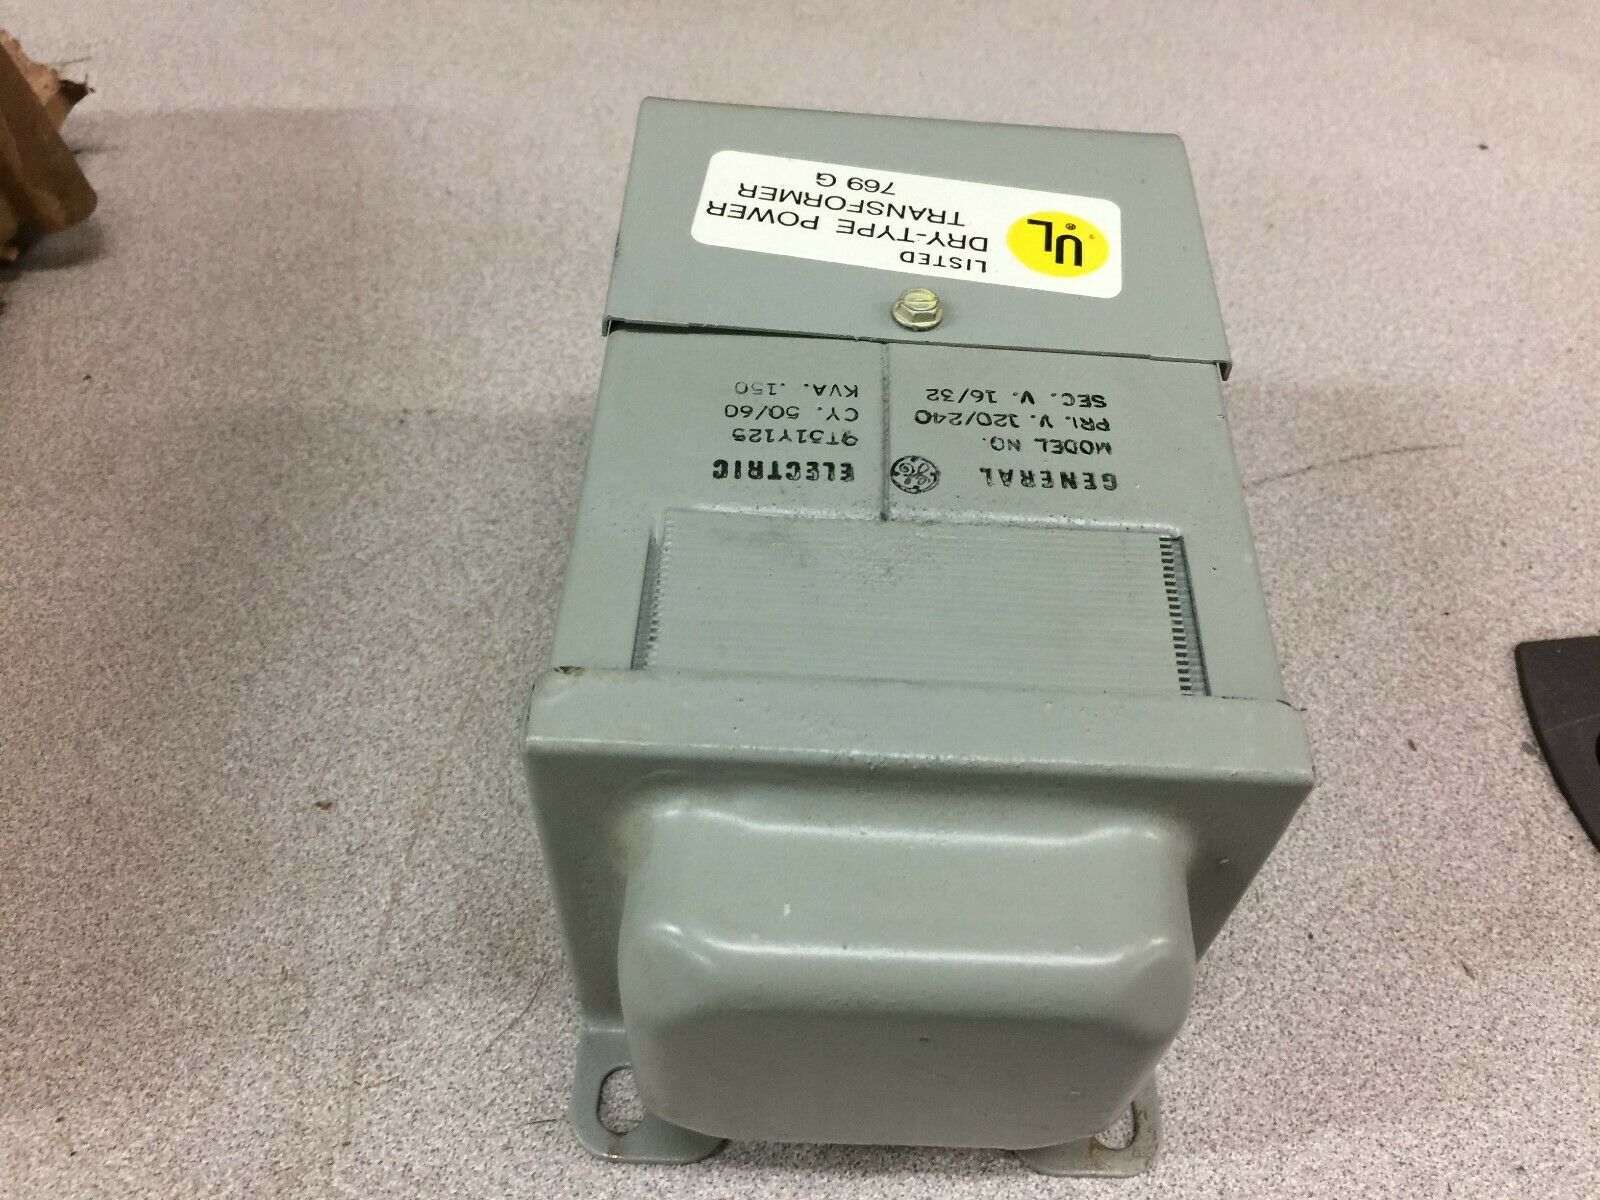 GENERAL GE ELECTRIC
MODEL NO. 9T51Y125
PRI. V. 120/240 CY. 50/60
SEC. V. 16/32 KVA. .150
UL ®
LISTED
DRY-TYPE POWER
TRANSFORMER
769 G